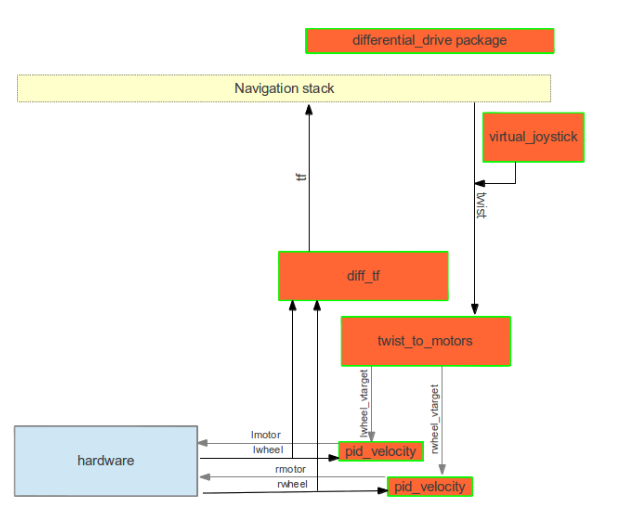 differential_drive package
Navigation stack
virtual_joystick
tf
twist
diff_tf
twist_to_motors
lwheel_vtarget
rwheel_vtarget
lmotor
lwheel
pid_velocity
hardware
rmotor
rwheel
pid_velocity